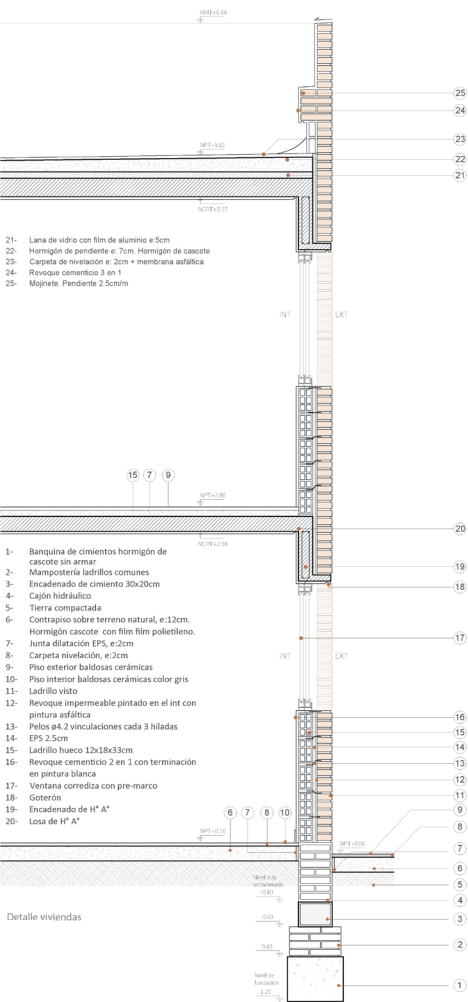 NMT+6.66
25
24
23
22
21
21- Lana de vidrio con film de aluminio e:5cm
22- Hormigón de pendiente e: 7cm. Hormigón de cascote
23- Carpeta de nivelación e: 2cm + membrana asfáltica
24- Revoque cementicio 3 en 1
25- Mojinete. Pendiente 2.5cm/m
INT EXT
15 7 9
NPT+2.80
20
19
18
1- Banquina de cimientos hormigón de
cascote sin armar
2- Mampostería ladrillos comunes
3- Encadenado de cimiento 30x20cm
4- Cajón hidráulico
5- Tierra compactada
6- Contrapiso sobre terreno natural, e:12cm.
Hormigón cascote con film film polietileno.
7- Junta dilatación EPS, e:2cm
8- Carpeta nivelación, e:2cm
9- Piso exterior baldosas cerámicas
10- Piso interior baldosas cerámicas color gris
11- Ladrillo visto
12- Revoque impermeable pintado en el int con
pintura asfáltica
13- Pelos ø4.2 vinculaciones cada 3 hiladas
14- EPS 2.5cm
15- Ladrillo hueco 12x18x33cm
16- Revoque cementicio 2 en 1 con terminación
en pintura blanca
17- Ventana corrediza con pre-marco
18- Goterón
19- Encadenado de H° A°
20- Losa de H° A°
INT EXT
17
16
15
14
13
12
11
9
8
7
6
5
4
3
2
1
6 7 8 10
NPT+0.10
NPT+0.00
Nivel sup.
encadenado
-0.40
-0.60
-0.80
Nivel de
fundación
-1.20
Detalle viviendas